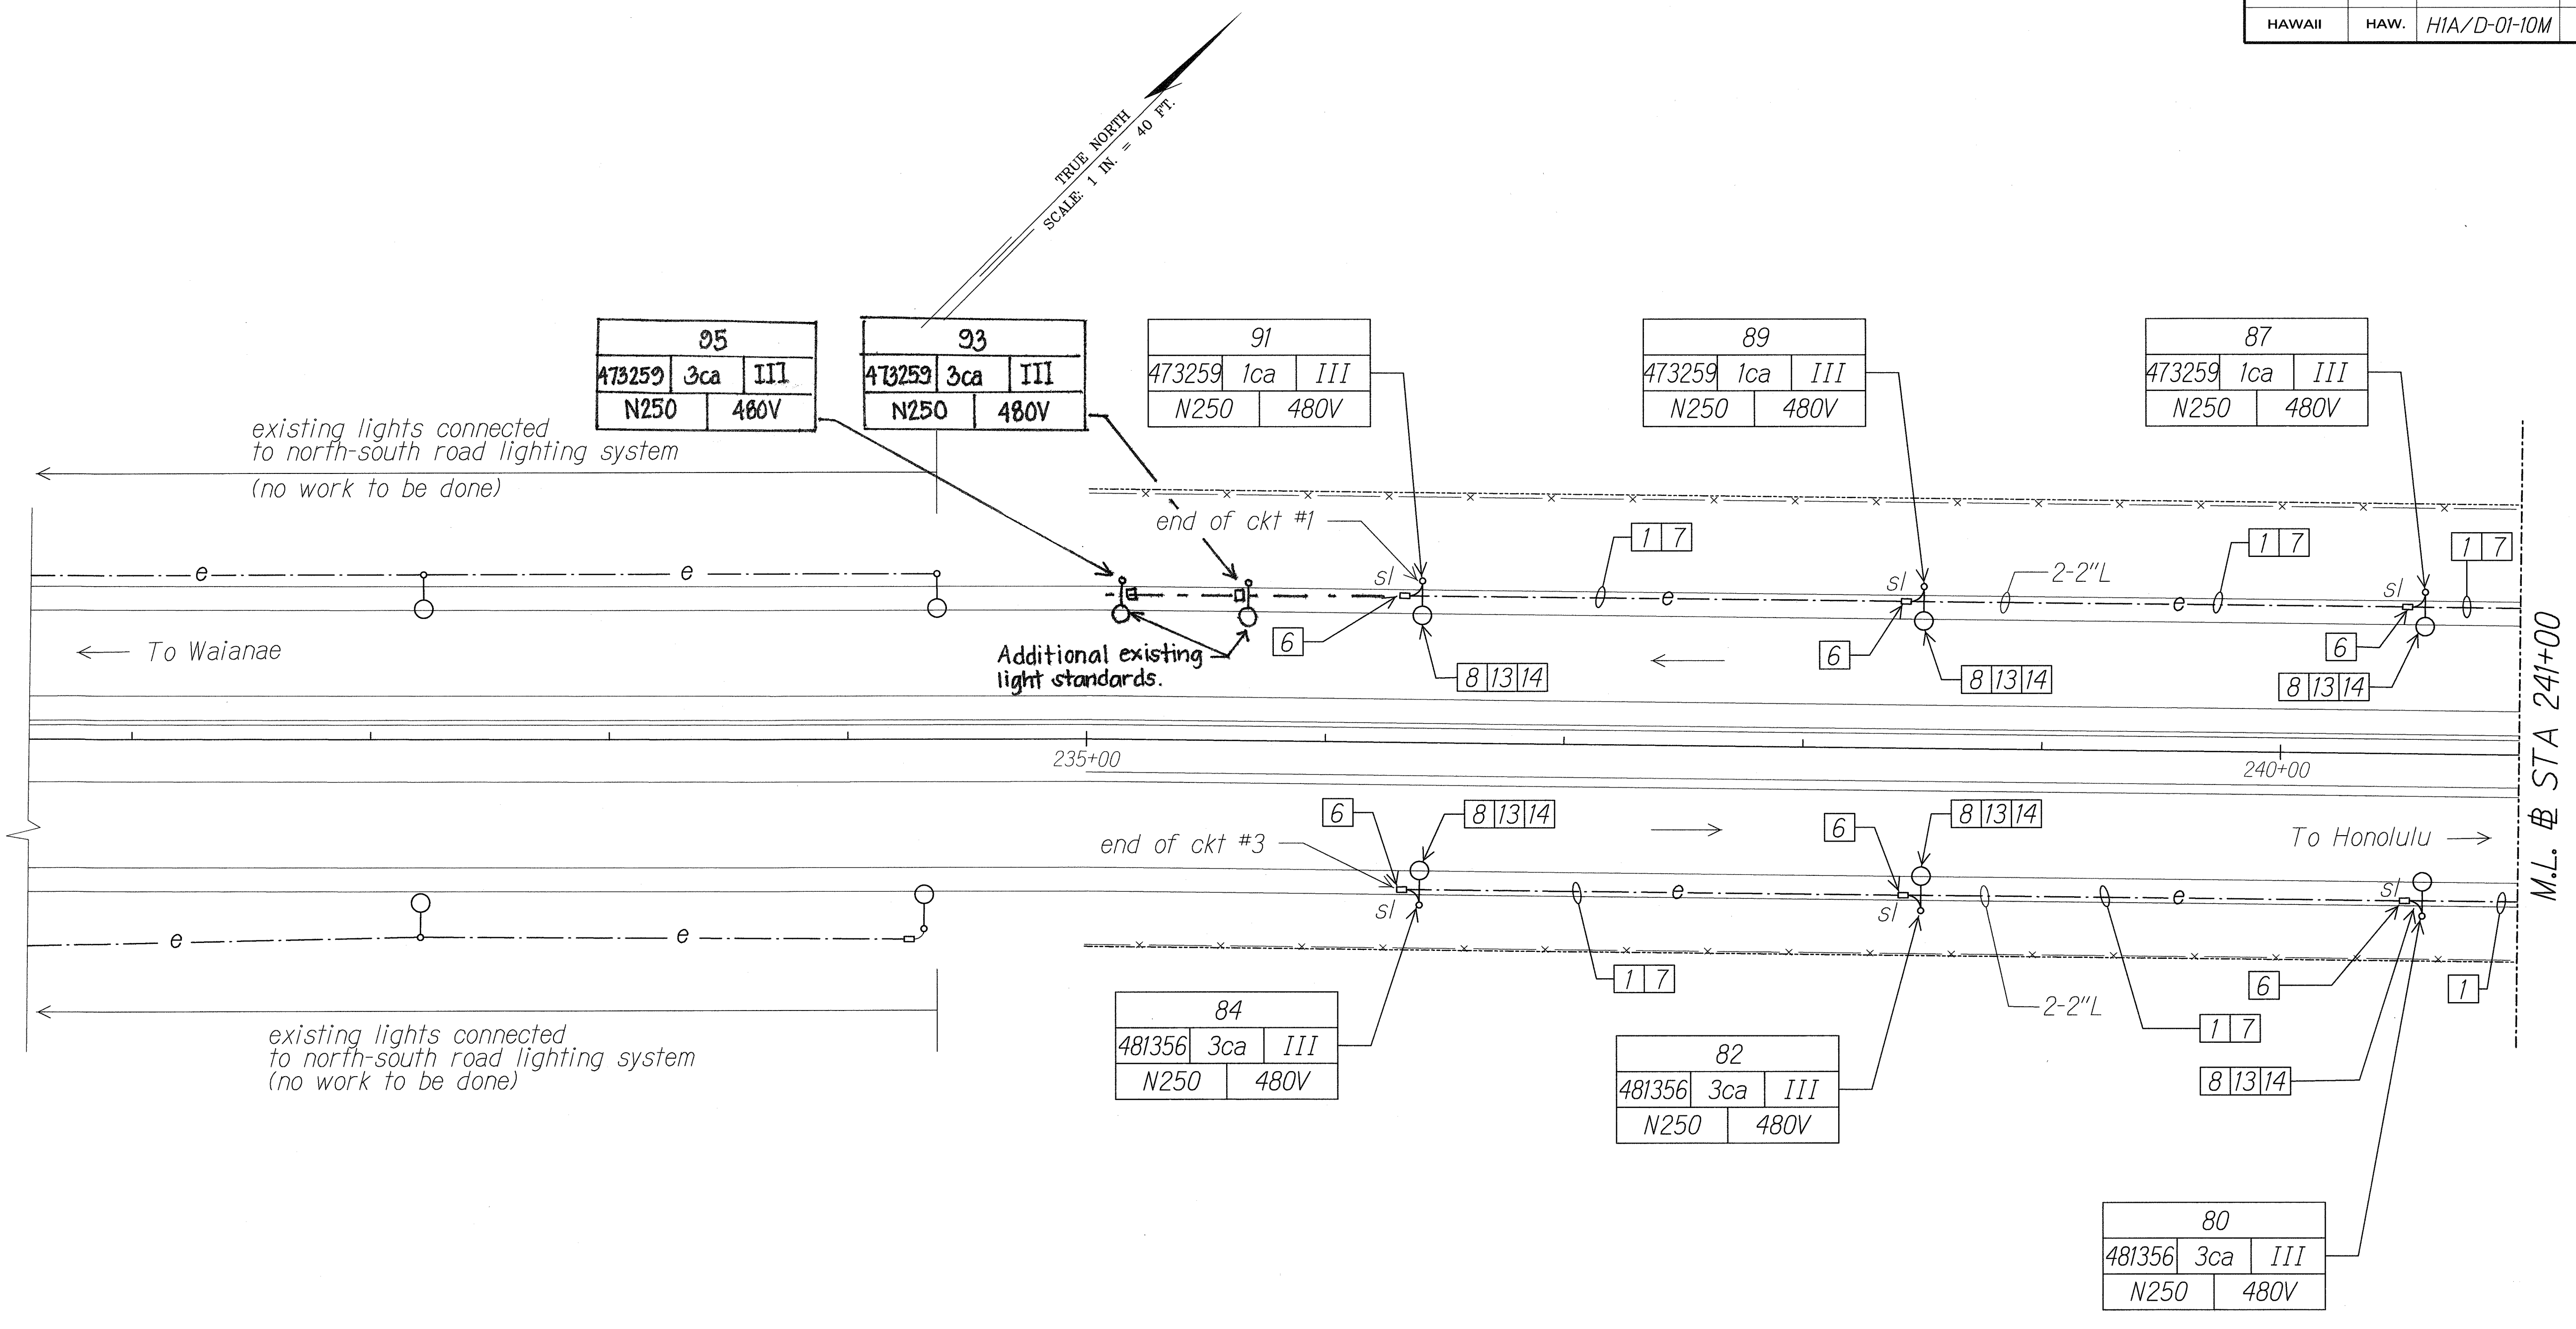 HAWAII HAW. H1A/D-01-10M
TRUE NORTH
SCALE: 1 IN. = 40 FT.
95
473259 3ca III
N250 480V
93
473259 3ca III
N250 480V
91
473259 1ca III
N250 480V
89
473259 1ca III
N250 480V
87
473259 1ca III
N250 480V
existing lights connected
to north-south road lighting system
(no work to be done)
end of ckt #1
1 7
1 7
1 7
e
e
sl
e
sl
2-2"L
e
sl
6
6
6
To Waianae
Additional existing
light standards.
8 13 14
8 13 14
8 13 14
M.L. ⅊ STA 241+00
235+00
240+00
6
8 13 14
6
8 13 14
end of ckt #3
To Honolulu
e
e
sl
e
sl
e
sl
1 7
2-2"L
1 7
6
1
8 13 14
existing lights connected
to north-south road lighting system
(no work to be done)
84
481356 3ca III
N250 480V
82
481356 3ca III
N250 480V
80
481356 3ca III
N250 480V